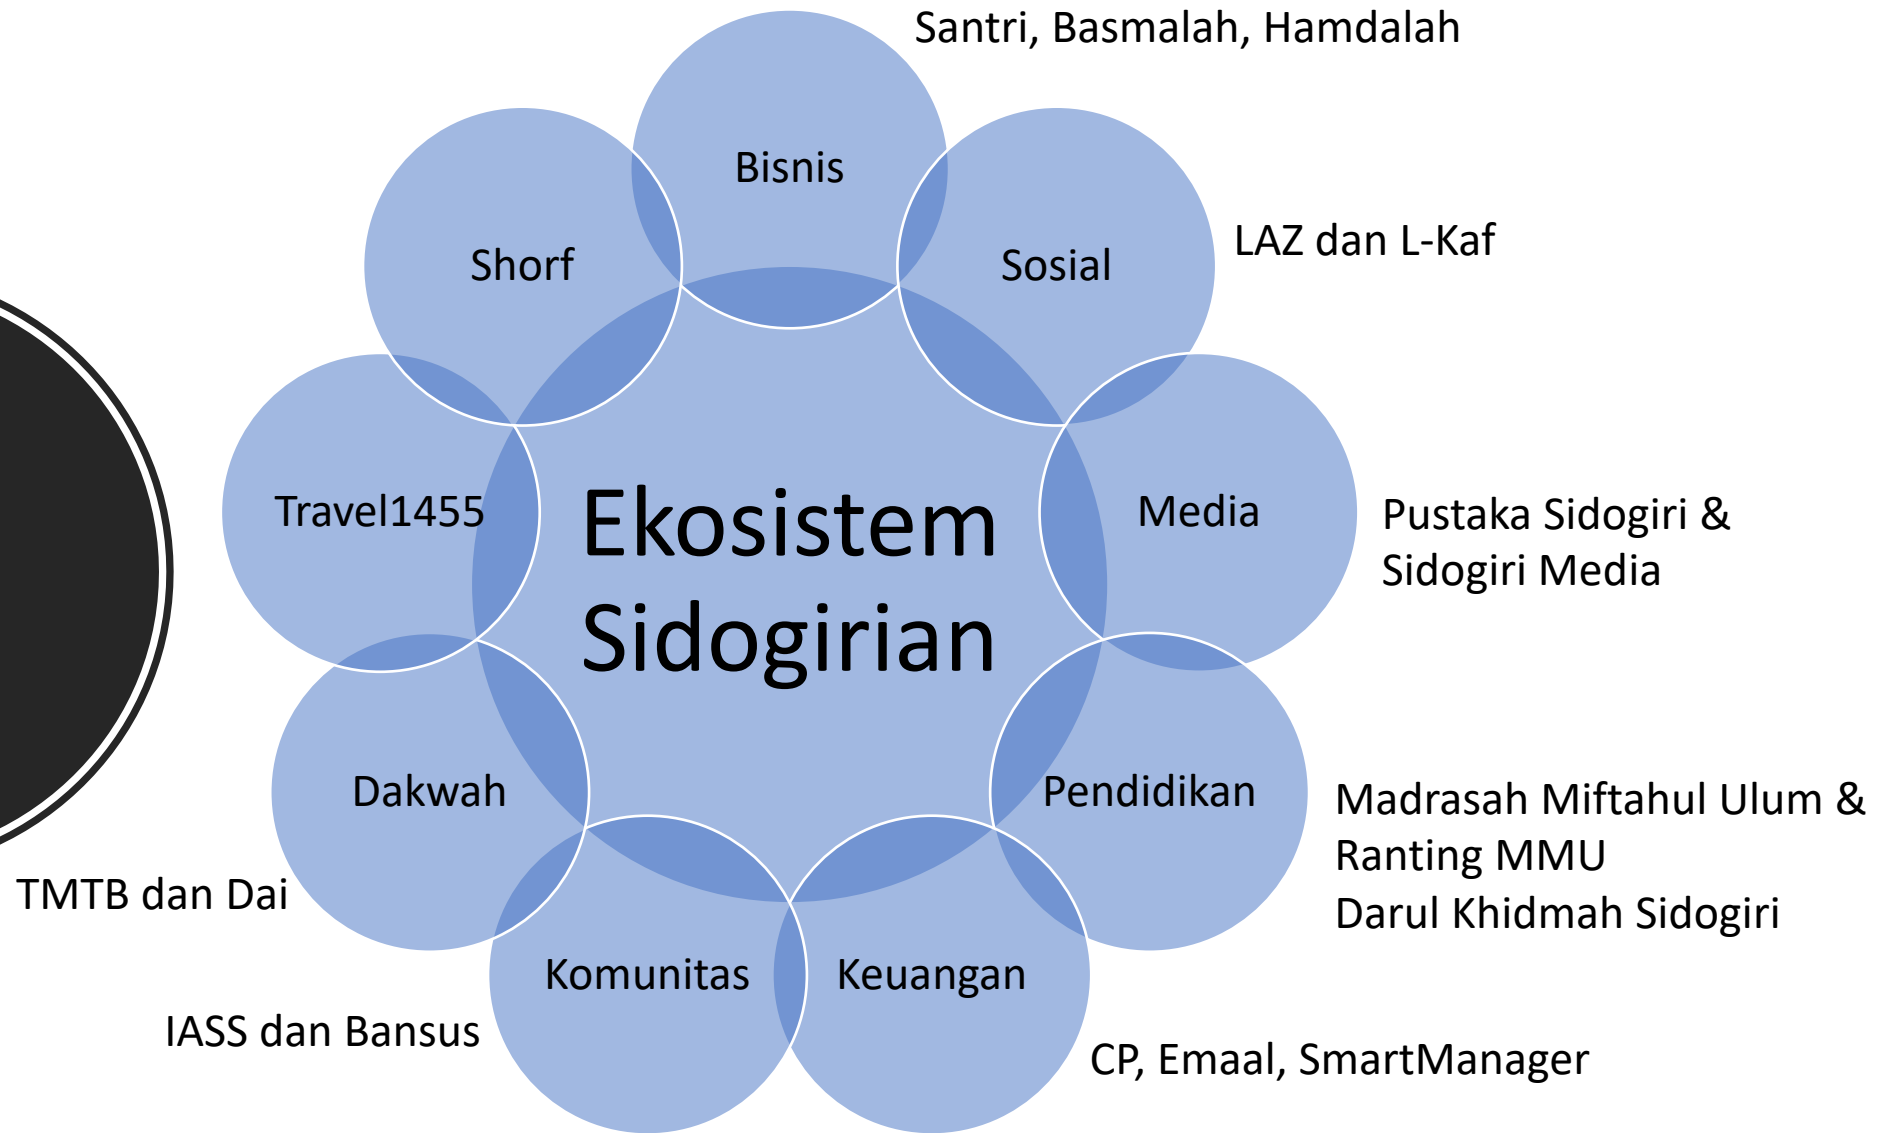 Santri, Basmalah, Hamdalah
Bisnis
Shorf
Sosial
LAZ dan L-Kaf
Travel1455
Ekosistem
Sidogirian
Media
Pustaka Sidogiri &
Sidogiri Media
Dakwah
Pendidikan
Madrasah Miftahul Ulum &
Ranting MMU
Darul Khidmah Sidogiri
TMTB dan Dai
Komunitas
Keuangan
IASS dan Bansus
CP, Emaal, SmartManager